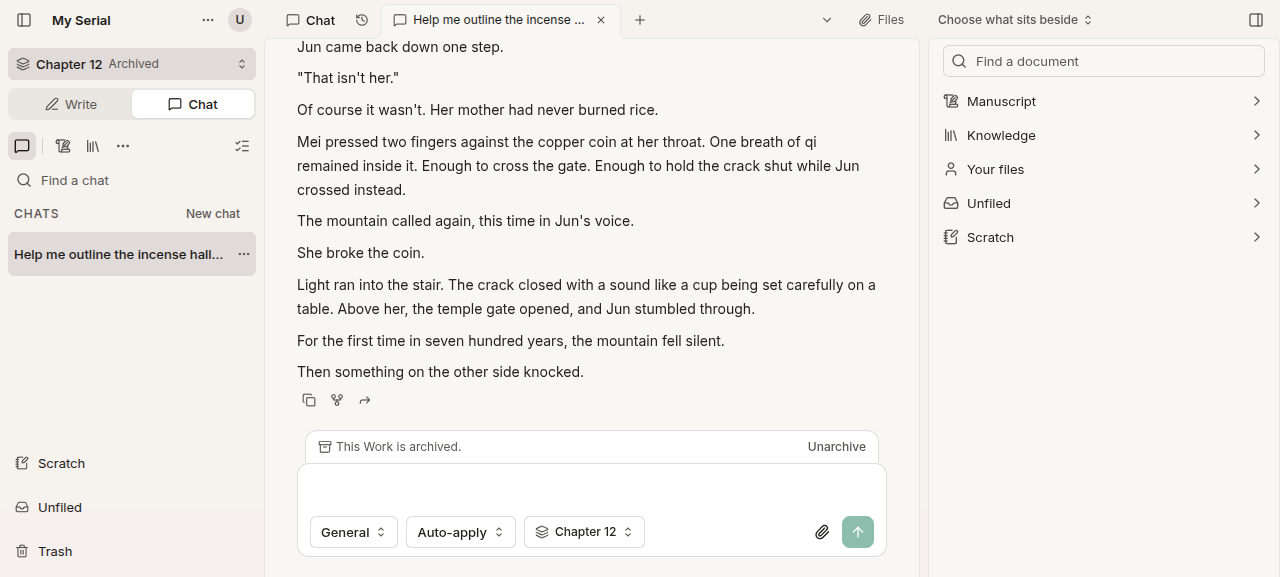 My Serial
U
Chat
Help me outline the incense ...
Files
Choose what sits beside
Chapter 12 Archived
Write
Chat
Find a chat
CHATS
New chat
Help me outline the incense hall...
Scratch
Unfiled
Trash
Jun came back down one step.
"That isn't her."
Of course it wasn't. Her mother had never burned rice.
Mei pressed two fingers against the copper coin at her throat. One breath of qi
remained inside it. Enough to cross the gate. Enough to hold the crack shut while Jun
crossed instead.
The mountain called again, this time in Jun's voice.
She broke the coin.
Light ran into the stair. The crack closed with a sound like a cup being set carefully on a
table. Above her, the temple gate opened, and Jun stumbled through.
For the first time in seven hundred years, the mountain fell silent.
Then something on the other side knocked.
This Work is archived.
Unarchive
General
Auto-apply
Chapter 12
Find a document
Manuscript
Knowledge
Your files
Unfiled
Scratch